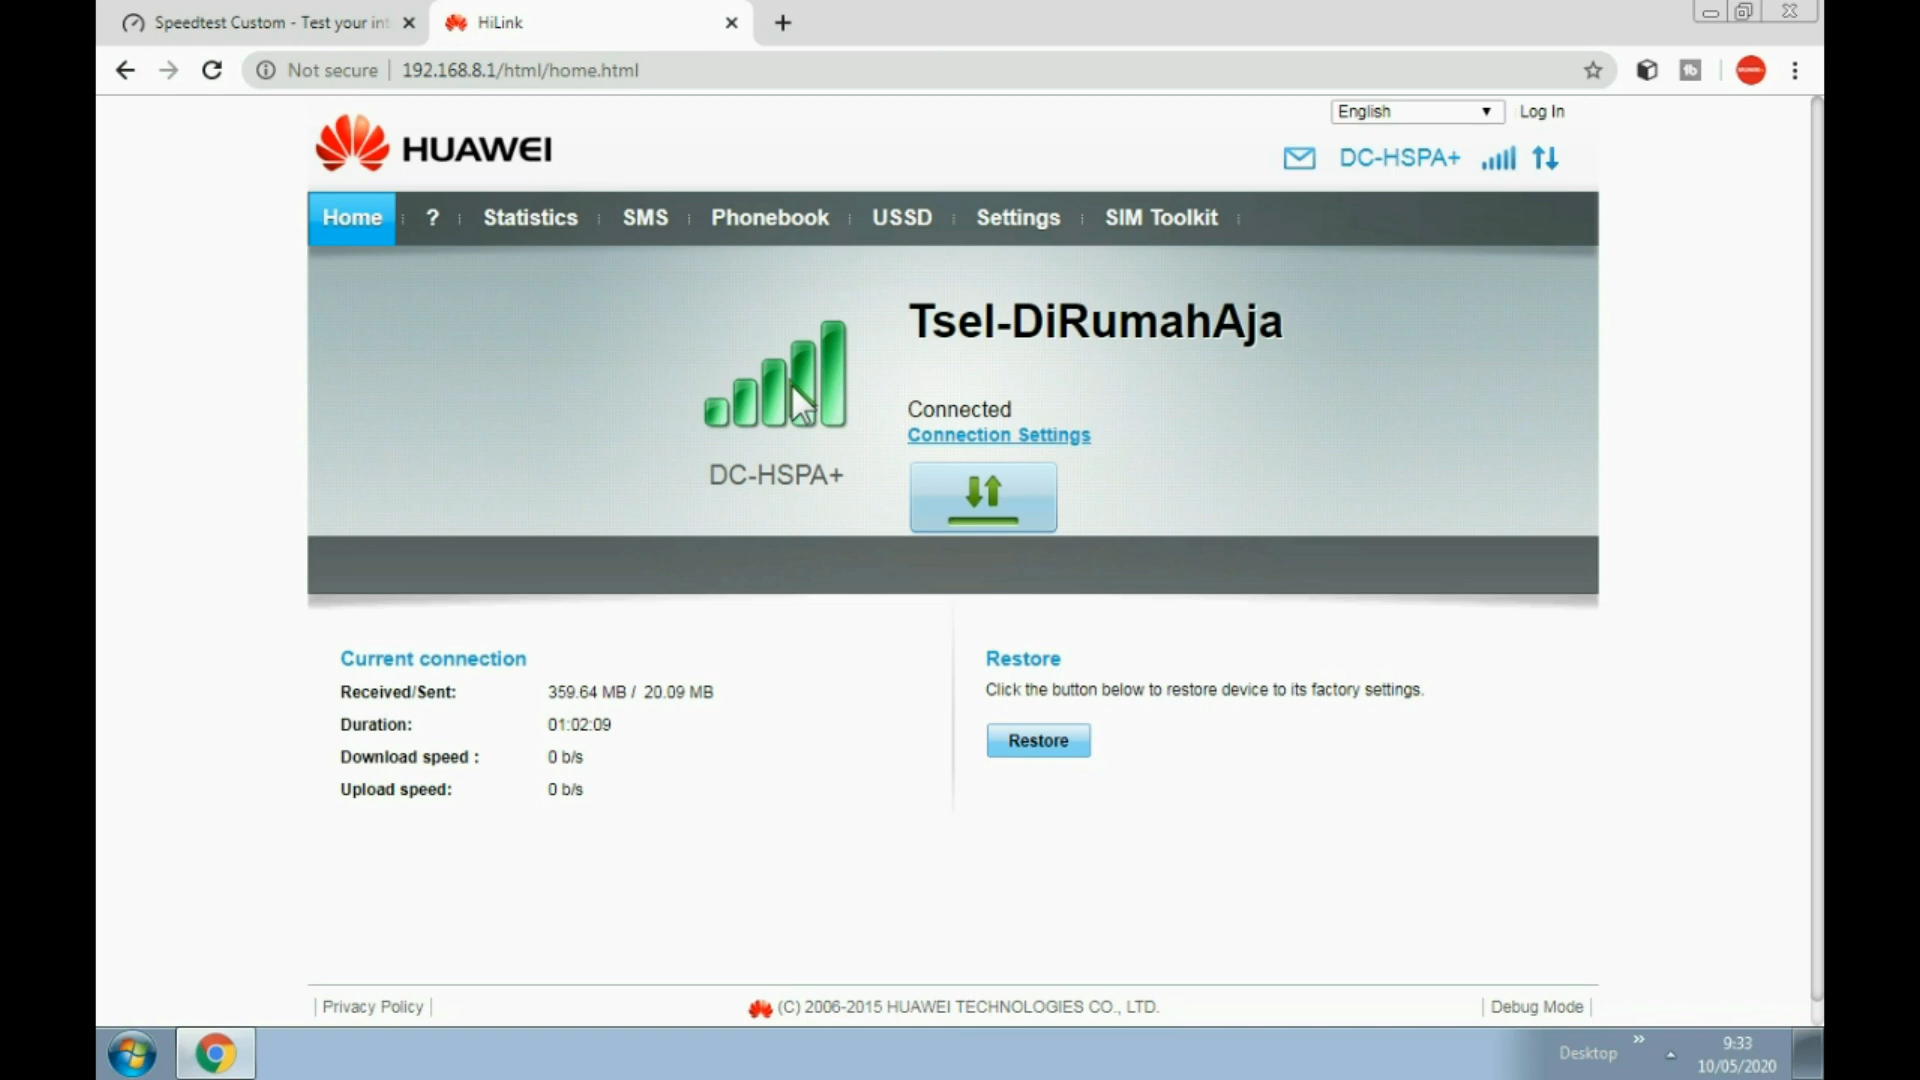 Speedtest Custom - Test your int
HiLink
Not secure
192.168.8.1/html/home.html
English
Log In
HUAWEI
DC-HSPA+
Home
?
Statistics
SMS
Phonebook
USSD
Settings
SIM Toolkit
Tsel-DiRumahAja
Connected
Connection Settings
DC-HSPA+
Current connection
Received/Sent: 359.64 MB / 20.09 MB
Duration: 01:02:09
Download speed : 0 b/s
Upload speed: 0 b/s
Restore
Click the button below to restore device to its factory settings.
Restore
Privacy Policy
(C) 2006-2015 HUAWEI TECHNOLOGIES CO., LTD.
Debug Mode
Desktop
9:33
10/05/2020